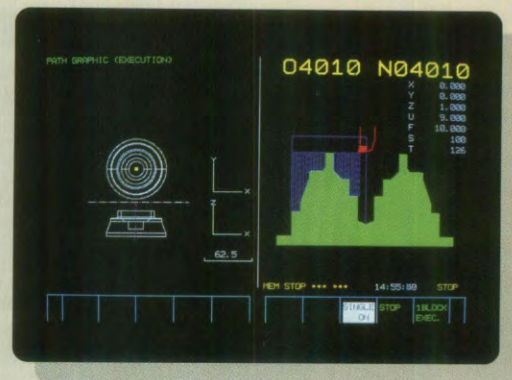 PATH GRAPHIC (EXECUTION)
O4010 N04010
X 0.000
Y 0.000
Z 1.000
U 9.000
F 10.000
S 100
T 126
Y
X
Z
X
62.5
MEM STOP *** *** 14:55:00 STOP
SINGLE ON
STOP
1BLOCK EXEC.